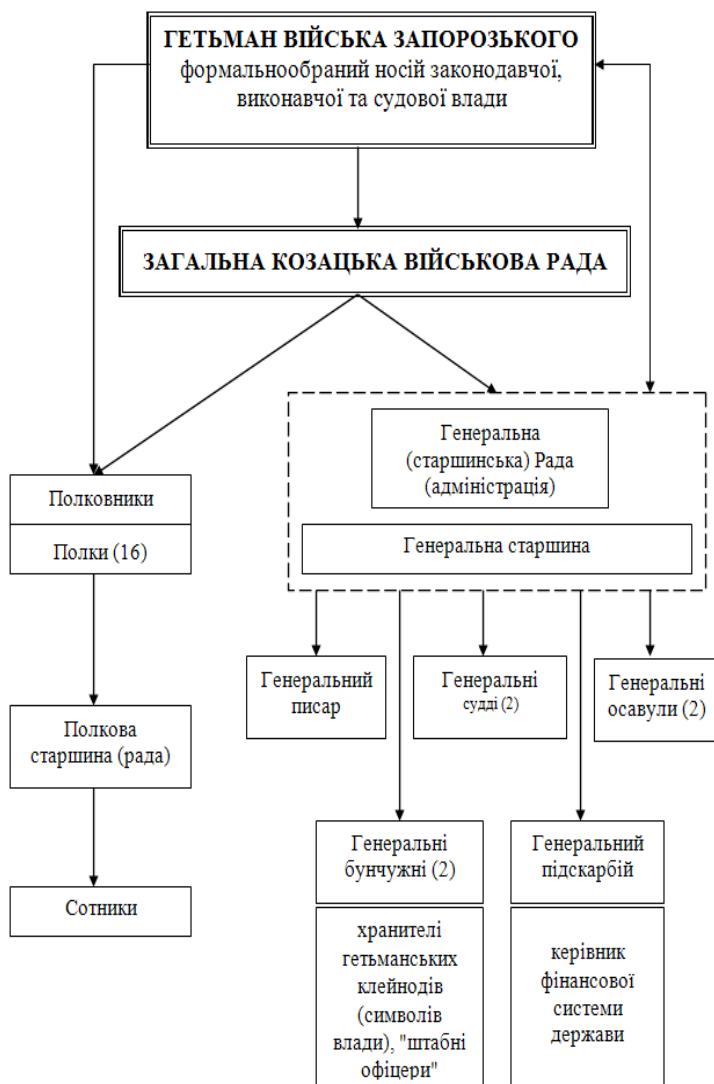 ГЕТЬМАН ВІЙСЬКА ЗАПОРОЗЬКОГО
формальнообраний носій законодавчої,
виконавчої та судової влади
ЗАГАЛЬНА КОЗАЦЬКА ВІЙСЬКОВА РАДА
Генеральна
(старшинська) Рада
(адміністрація)
Генеральна старшина
Полковники
Полки (16)
Генеральний
писар
Генеральні
судді (2)
Генеральні
осавули (2)
Полкова
старшина (рада)
Генеральні
бунчужні (2)
Генеральний
підскарбій
Сотники
хранителі
гетьманських
клейнодів
(символів
влади), "штабні
офіцери"
керівник
фінансової
системи
держави